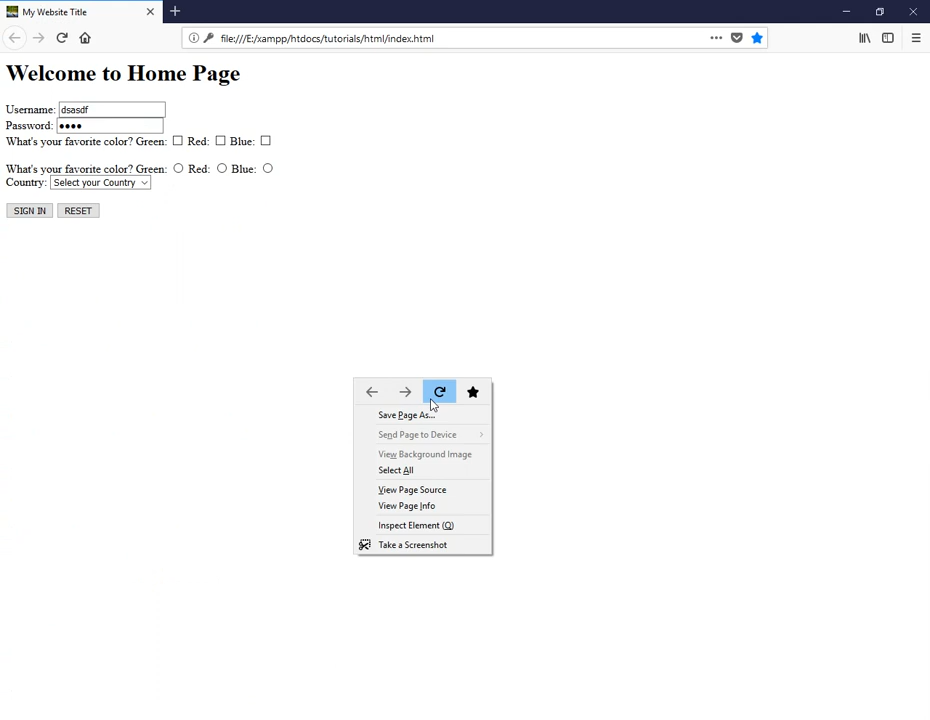 My Website Title
file:///E:/xampp/htdocs/tutorials/html/index.html
Welcome to Home Page
Username: dsasdf
Password: ••••
What's your favorite color? Green: Red: Blue:
What's your favorite color? Green: Red: Blue:
Country: Select your Country
SIGN IN RESET
Save Page As...
Send Page to Device
View Background Image
Select All
View Page Source
View Page Info
Inspect Element (Q)
Take a Screenshot